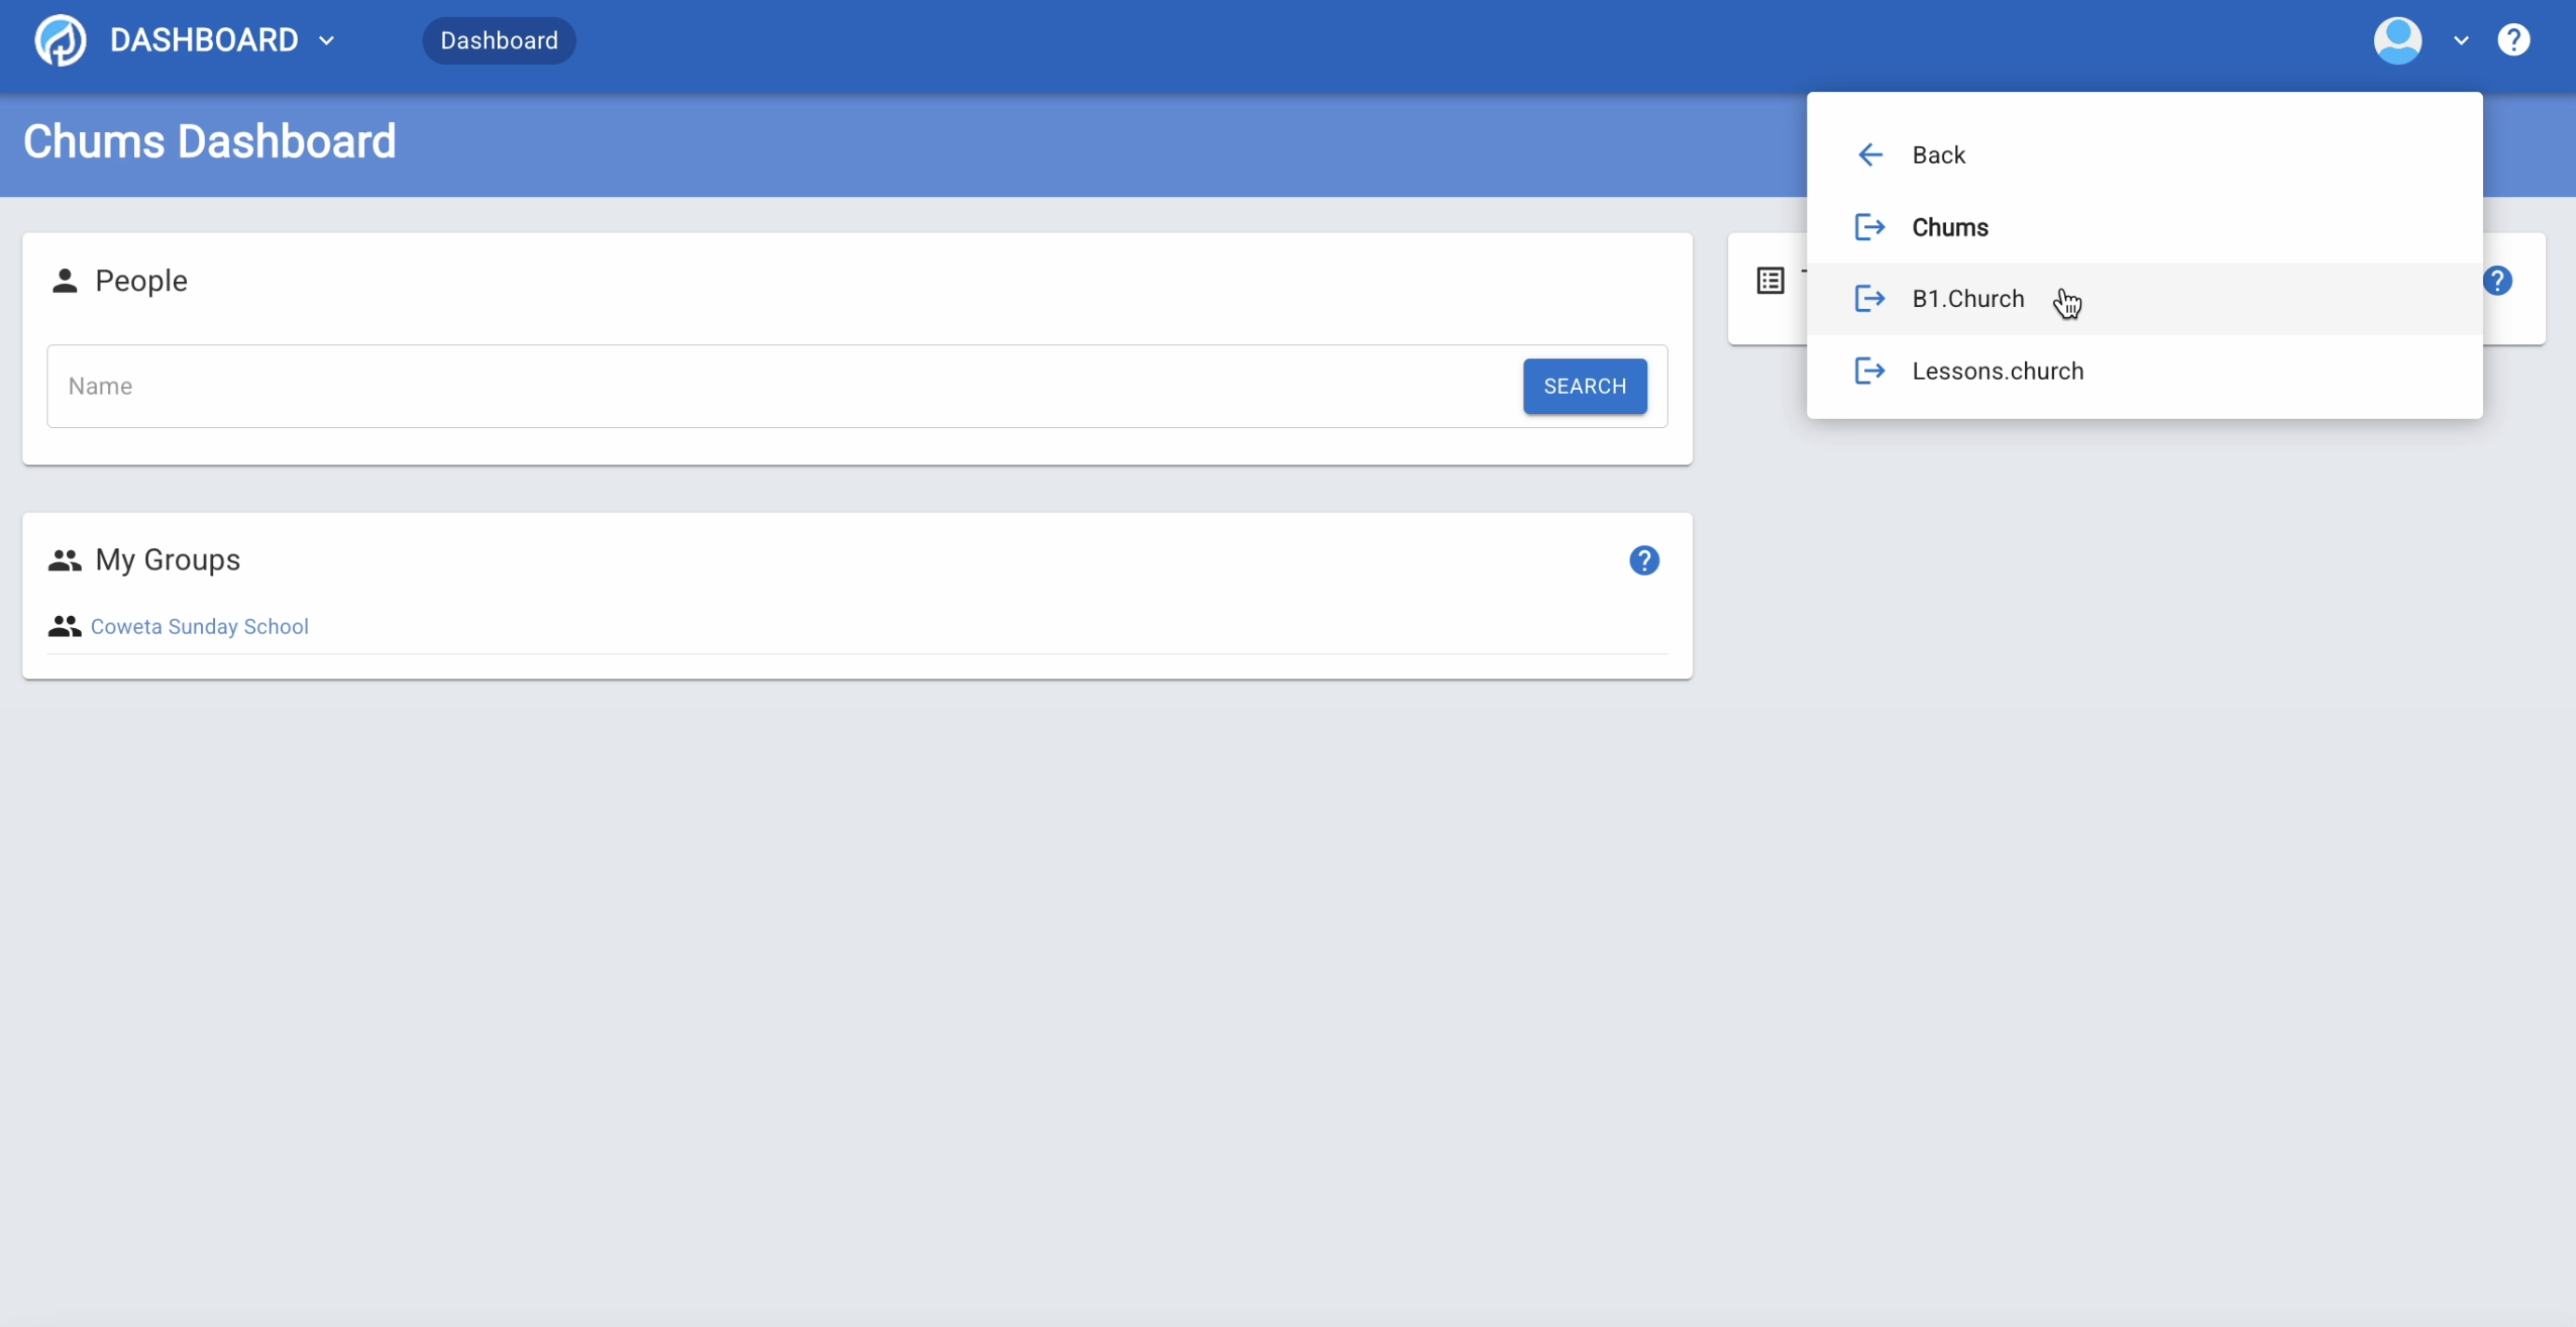 DASHBOARD
Dashboard
Chums Dashboard
Back
Chums
B1.Church
Lessons.church
People
Name
SEARCH
My Groups
Coweta Sunday School